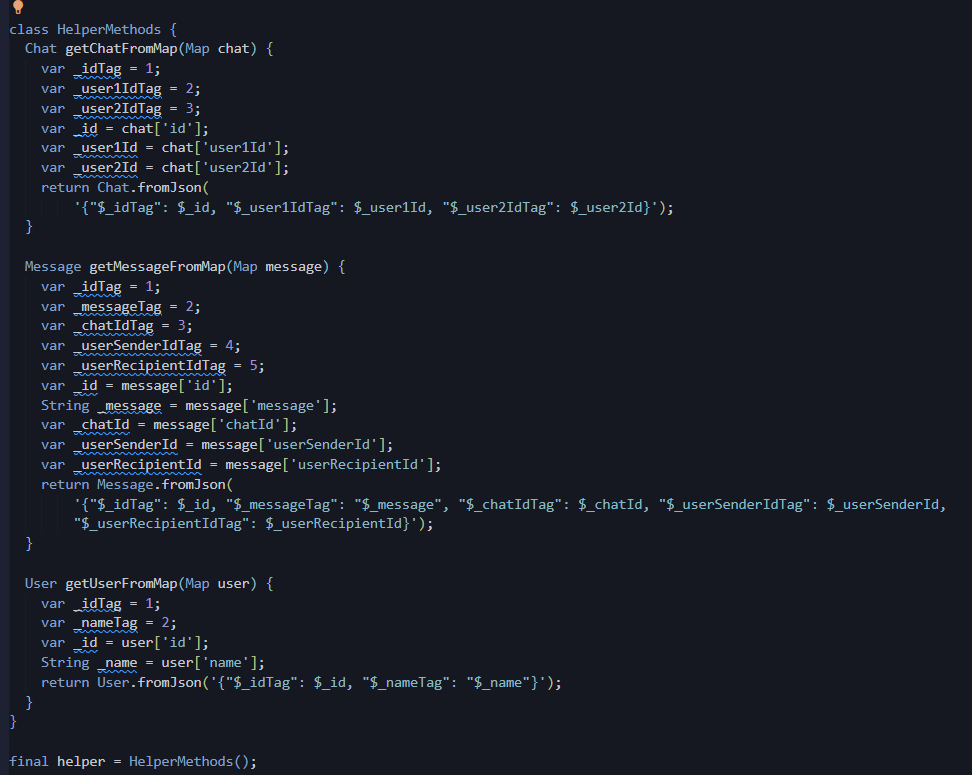 class HelperMethods {
  Chat getChatFromMap(Map chat) {
    var _idTag = 1;
    var _user1IdTag = 2;
    var _user2IdTag = 3;
    var _id = chat['id'];
    var _user1Id = chat['user1Id'];
    var _user2Id = chat['user2Id'];
    return Chat.fromJson(
        '{"$_idTag": $_id, "$_user1IdTag": $_user1Id, "$_user2IdTag": $_user2Id}');
  }

  Message getMessageFromMap(Map message) {
    var _idTag = 1;
    var _messageTag = 2;
    var _chatIdTag = 3;
    var _userSenderIdTag = 4;
    var _userRecipientIdTag = 5;
    var _id = message['id'];
    String _message = message['message'];
    var _chatId = message['chatId'];
    var _userSenderId = message['userSenderId'];
    var _userRecipientId = message['userRecipientId'];
    return Message.fromJson(
        '{"$_idTag": $_id, "$_messageTag": "$_message", "$_chatIdTag": $_chatId, "$_userSenderIdTag": $_userSenderId,
        "$_userRecipientIdTag": $_userRecipientId}');
  }

  User getUserFromMap(Map user) {
    var _idTag = 1;
    var _nameTag = 2;
    var _id = user['id'];
    String _name = user['name'];
    return User.fromJson('{"$_idTag": $_id, "$_nameTag": "$_name"}');
  }
}

final helper = HelperMethods();